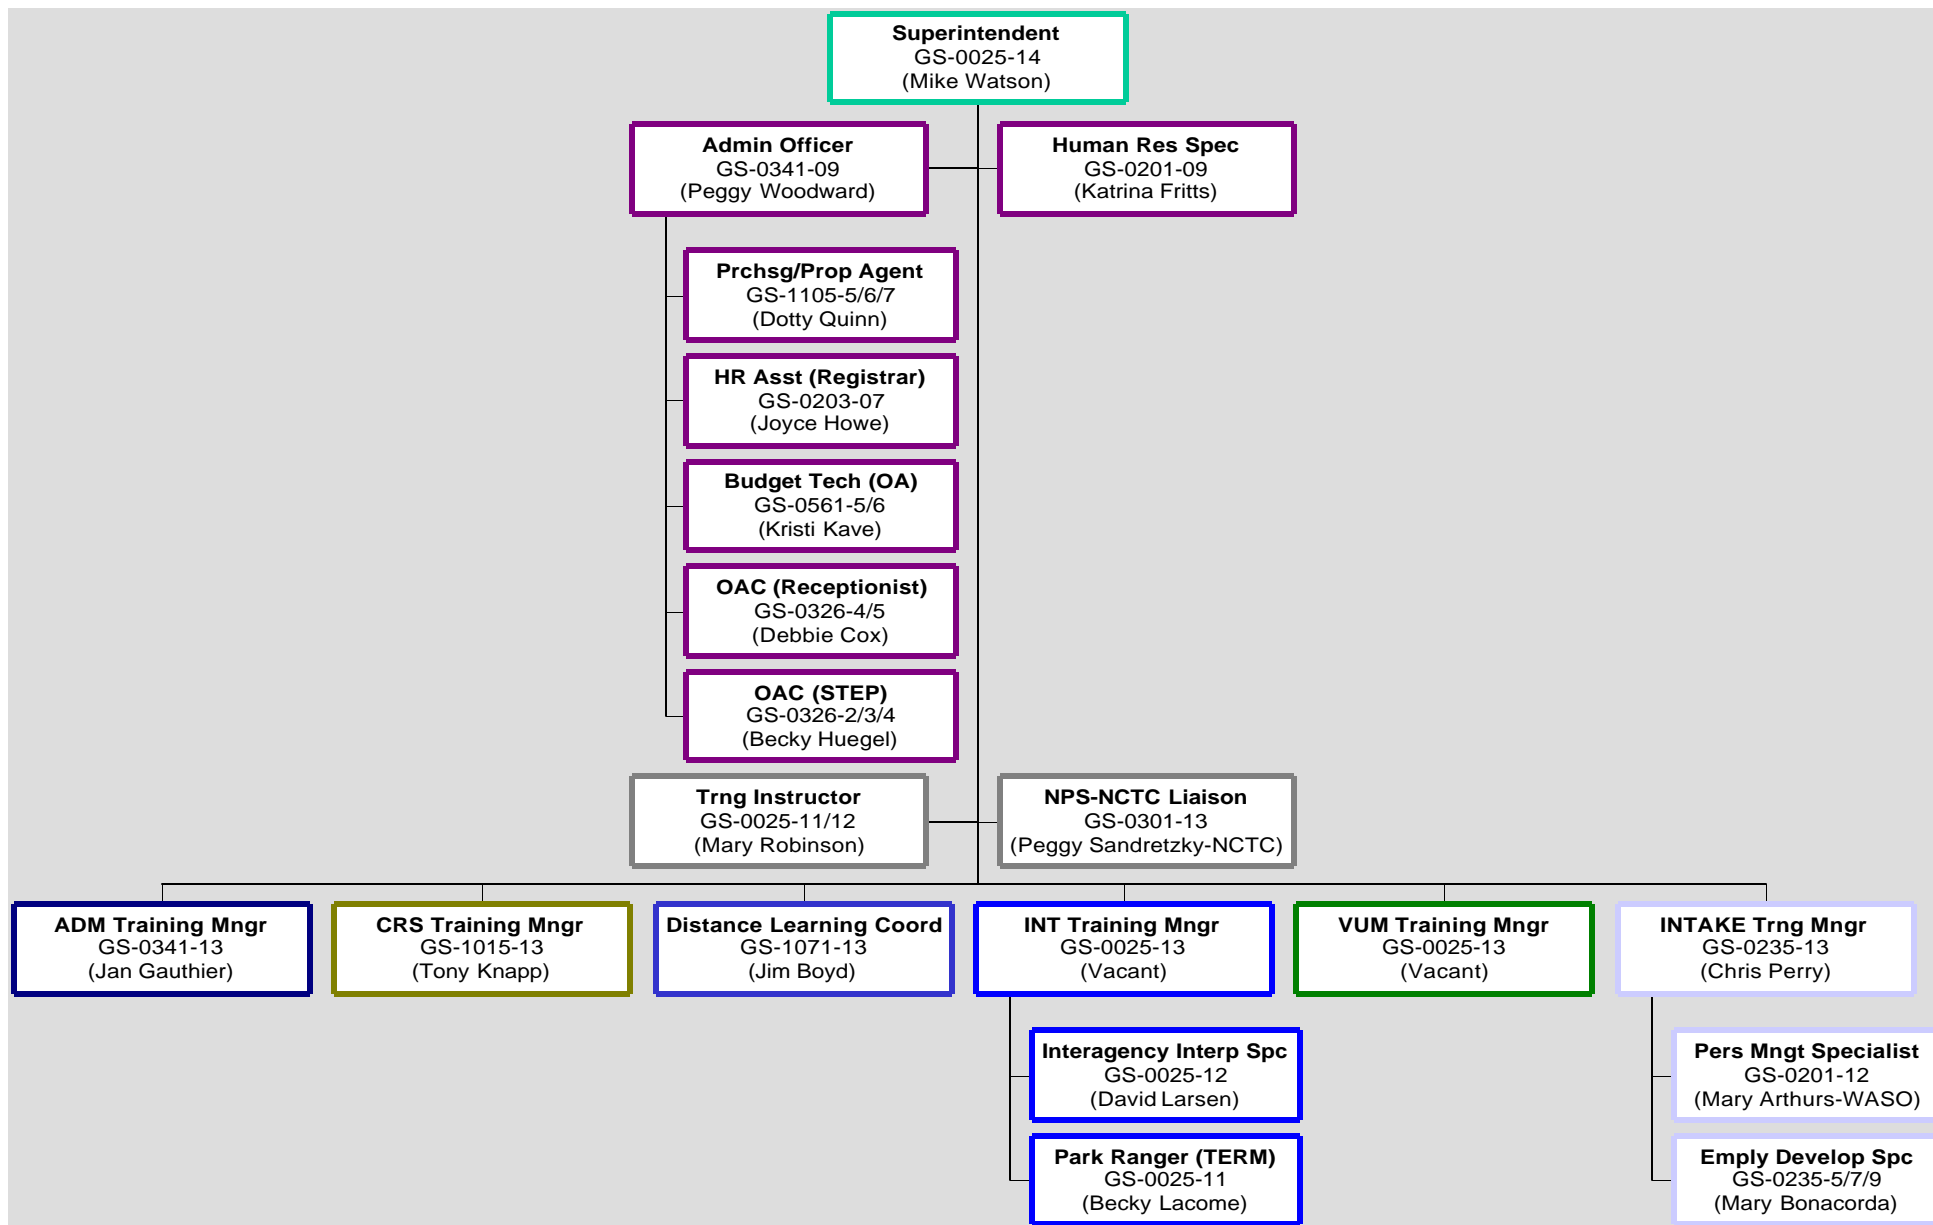 Superintendent
GS-0025-14
(Mike Watson)
Admin Officer
GS-0341-09
(Peggy Woodward)
Human Res Spec
GS-0201-09
(Katrina Fritts)
Prchsg/Prop Agent
GS-1105-5/6/7
(Dotty Quinn)
HR Asst (Registrar)
GS-0203-07
(Joyce Howe)
Budget Tech (OA)
GS-0561-5/6
(Kristi Kave)
OAC (Receptionist)
GS-0326-4/5
(Debbie Cox)
OAC (STEP)
GS-0326-2/3/4
(Becky Huegel)
Trng Instructor
GS-0025-11/12
(Mary Robinson)
NPS-NCTC Liaison
GS-0301-13
(Peggy Sandretzky-NCTC)
ADM Training Mngr
GS-0341-13
(Jan Gauthier)
CRS Training Mngr
GS-1015-13
(Tony Knapp)
Distance Learning Coord
GS-1071-13
(Jim Boyd)
INT Training Mngr
GS-0025-13
(Vacant)
VUM Training Mngr
GS-0025-13
(Vacant)
INTAKE Trng Mngr
GS-0235-13
(Chris Perry)
Interagency Interp Spc
GS-0025-12
(David Larsen)
Park Ranger (TERM)
GS-0025-11
(Becky Lacome)
Pers Mngt Specialist
GS-0201-12
(Mary Arthurs-WASO)
Emply Develop Spc
GS-0235-5/7/9
(Mary Bonacorda)